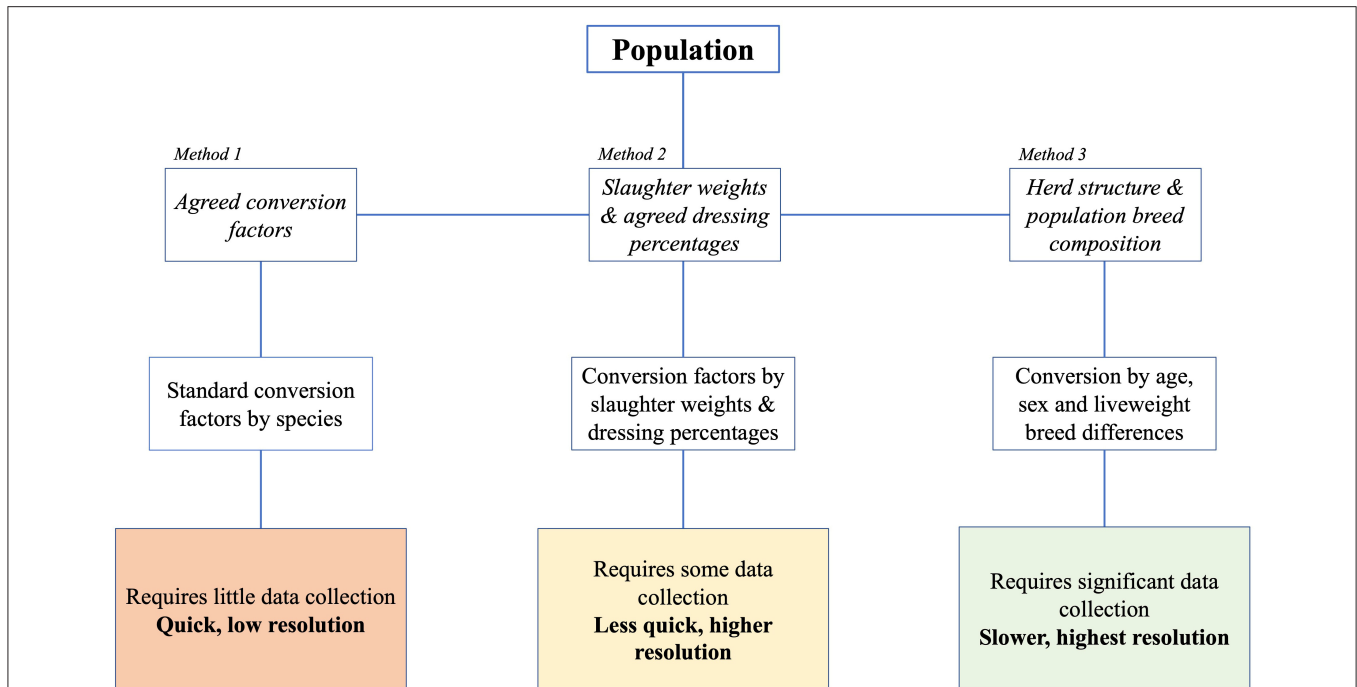 Population
Method 1
Agreed conversion
factors
Method 2
Slaughter weights
& agreed dressing
percentages
Method 3
Herd structure &
population breed
composition
Standard conversion
factors by species
Conversion factors by
slaughter weights &
dressing percentages
Conversion by age,
sex and liveweight
breed differences
Requires little data collection
Quick, low resolution
Requires some data
collection
Less quick, higher
resolution
Requires significant data
collection
Slower, highest resolution